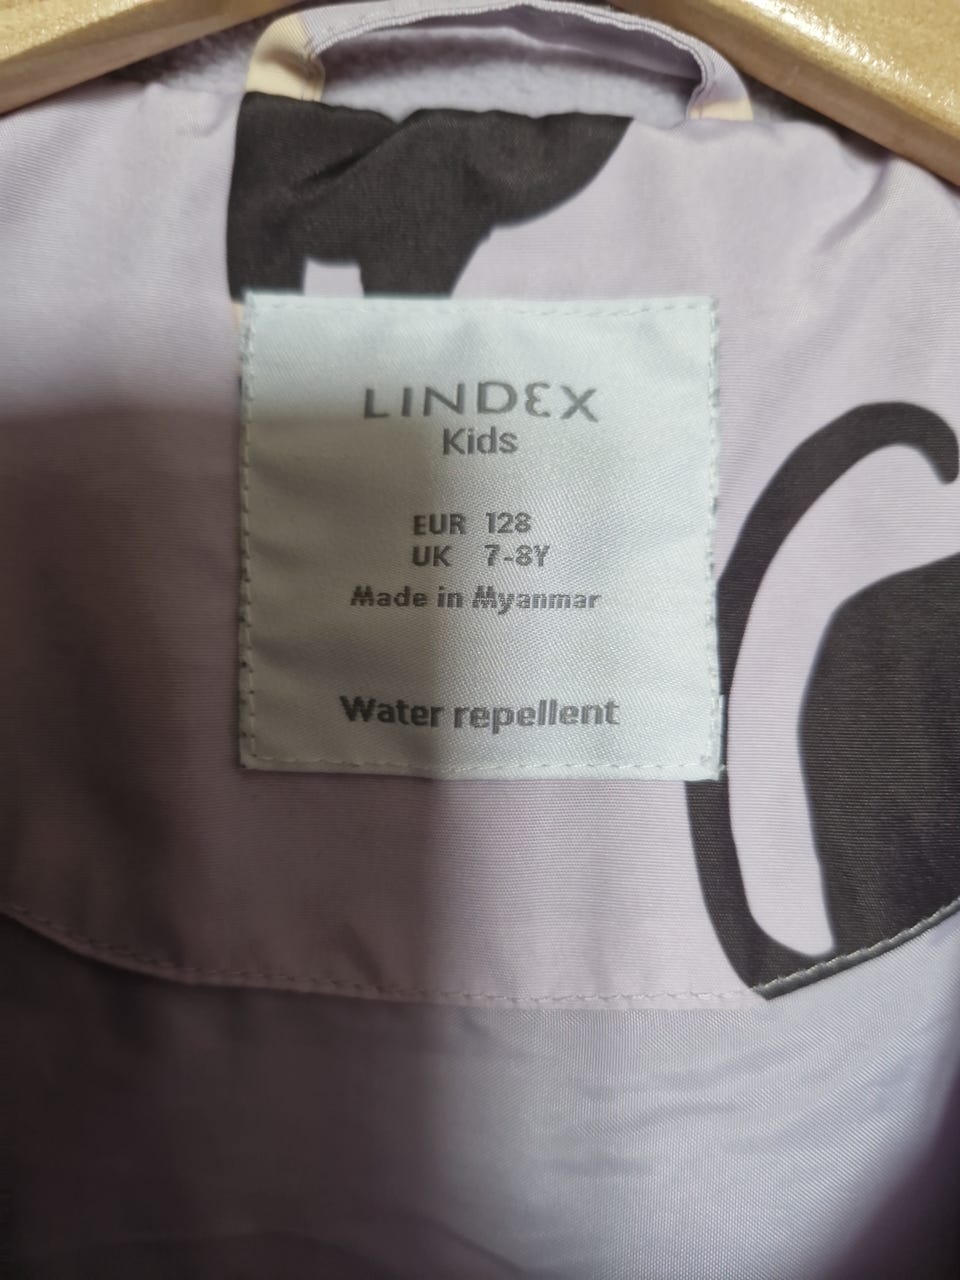 LINDEX
Kids
EUR 128
UK 7-8Y
Made in Myanmar
Water repellent